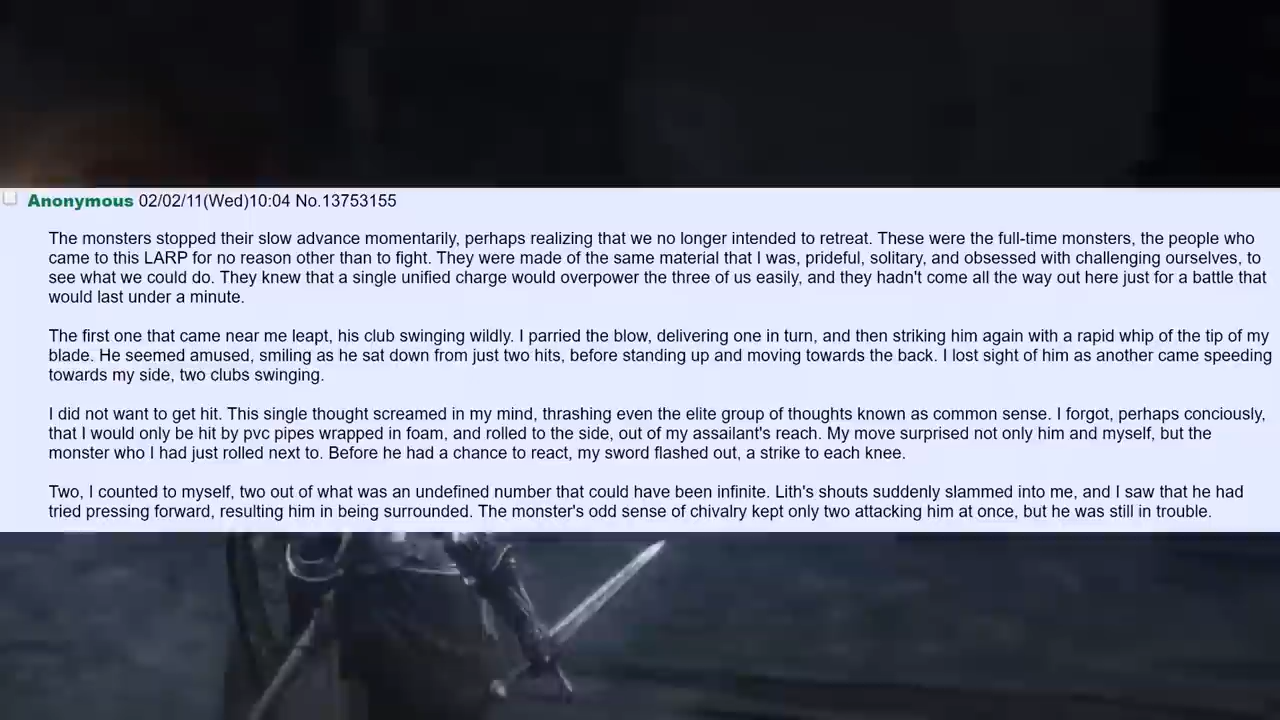 Anonymous 02/02/11(Wed)10:04 No.13753155
The monsters stopped their slow advance momentarily, perhaps realizing that we no longer intended to retreat. These were the full-time monsters, the people who
came to this LARP for no reason other than to fight. They were made of the same material that I was, prideful, solitary, and obsessed with challenging ourselves, to
see what we could do. They knew that a single unified charge would overpower the three of us easily, and they hadn't come all the way out here just for a battle that
would last under a minute.
The first one that came near me leapt, his club swinging wildly. I parried the blow, delivering one in turn, and then striking him again with a rapid whip of the tip of my
blade. He seemed amused, smiling as he sat down from just two hits, before standing up and moving towards the back. I lost sight of him as another came speeding
towards my side, two clubs swinging.
I did not want to get hit. This single thought screamed in my mind, thrashing even the elite group of thoughts known as common sense. I forgot, perhaps conciously,
that I would only be hit by pvc pipes wrapped in foam, and rolled to the side, out of my assailant's reach. My move surprised not only him and myself, but the
monster who I had just rolled next to. Before he had a chance to react, my sword flashed out, a strike to each knee.
Two, I counted to myself, two out of what was an undefined number that could have been infinite. Lith's shouts suddenly slammed into me, and I saw that he had
tried pressing forward, resulting him in being surrounded. The monster's odd sense of chivalry kept only two attacking him at once, but he was still in trouble.